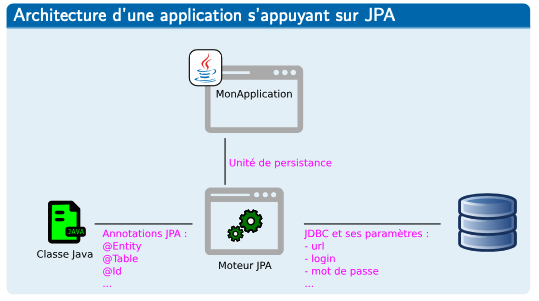 Architecture d'une application s'appuyant sur JPA
MonApplication
Unité de persistance
JAVA
Classe Java
Annotations JPA :
@Entity
@Table
@Id
...
Moteur JPA
JDBC et ses paramètres :
- url
- login
- mot de passe
...